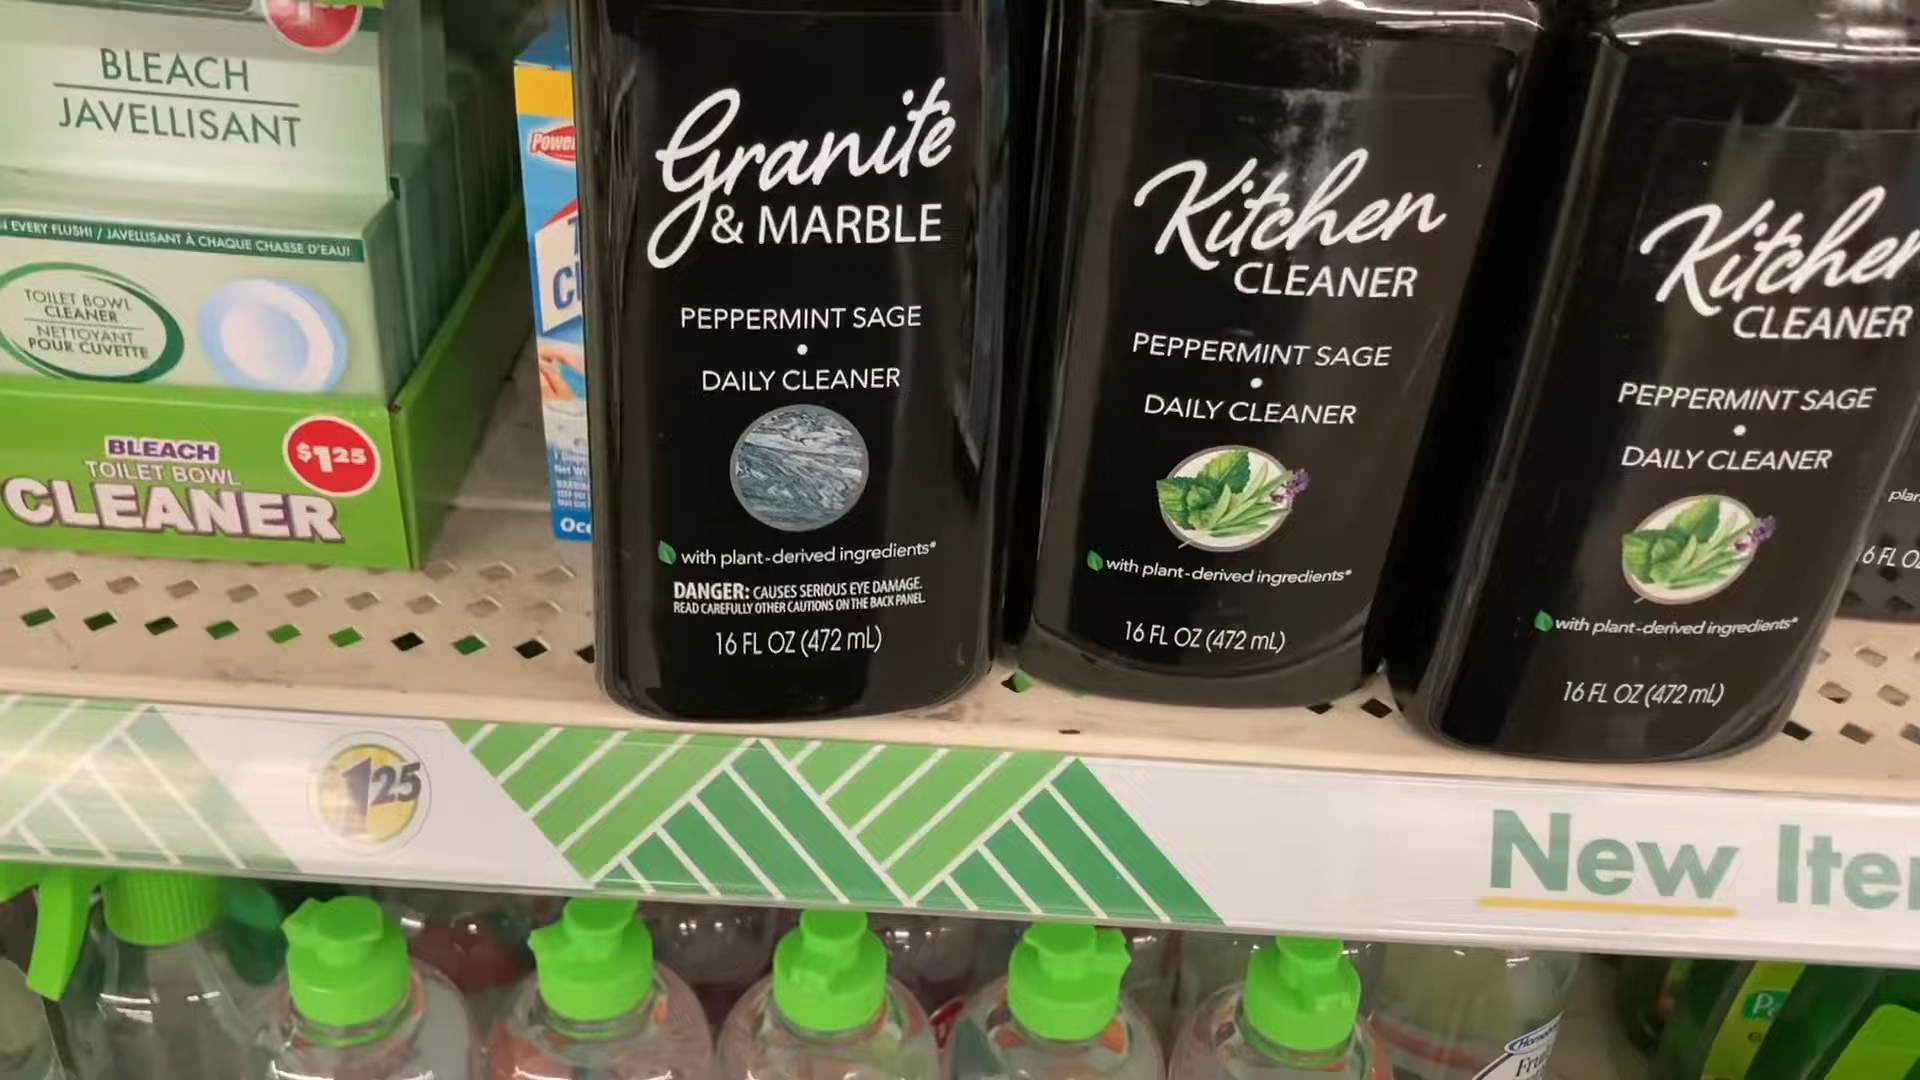 BLEACH
JAVELLISANT
EVERY FLUSH! / JAVELLISANT À CHAQUE CHASSE D'EAU!
TOILET BOWL
CLEANER
NETTOYANT
POUR CUVETTE
BLEACH
TOILET BOWL
CLEANER
$1.25
Granite
& MARBLE
PEPPERMINT SAGE
DAILY CLEANER
with plant-derived ingredients*
DANGER: CAUSES SERIOUS EYE DAMAGE.
READ CAREFULLY OTHER CAUTIONS ON THE BACK PANEL.
16 FL OZ (472 mL)
Kitchen
CLEANER
PEPPERMINT SAGE
DAILY CLEANER
with plant-derived ingredients*
16 FL OZ (472 mL)
Kitchen
CLEANER
PEPPERMINT SAGE
DAILY CLEANER
with plant-derived ingredients*
16 FL OZ (472 mL)
$1.25
New